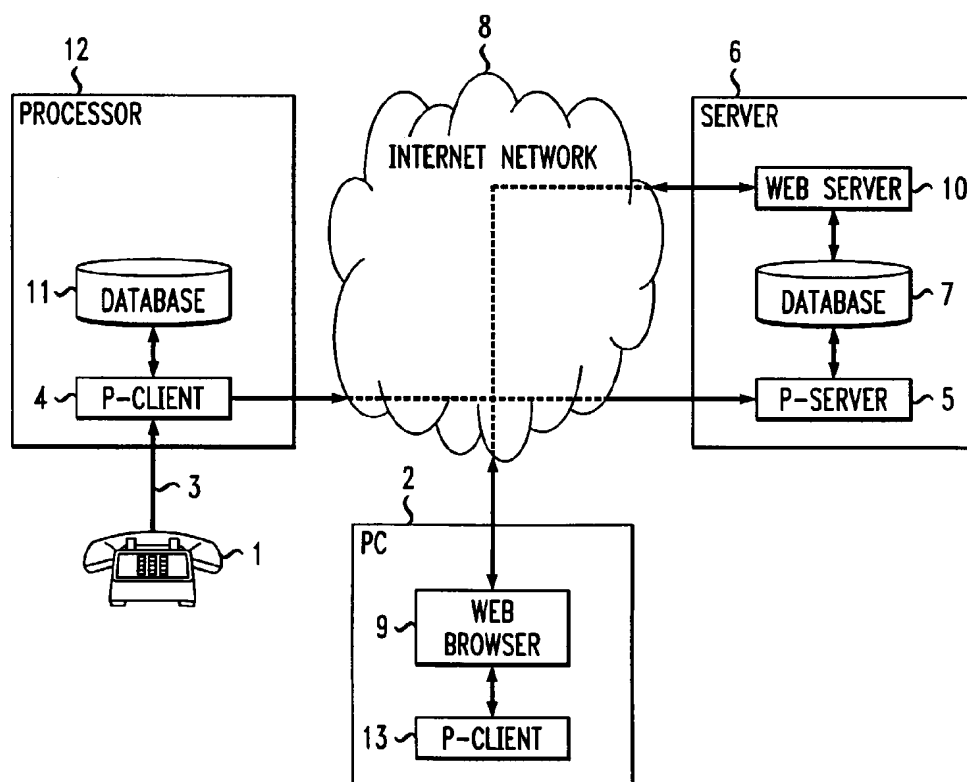 12
PROCESSOR
11
DATABASE
4
P-CLIENT
3
1
8
INTERNET NETWORK
6
SERVER
WEB SERVER
10
DATABASE
7
P-SERVER
5
2
PC
9
WEB
BROWSER
13
P-CLIENT